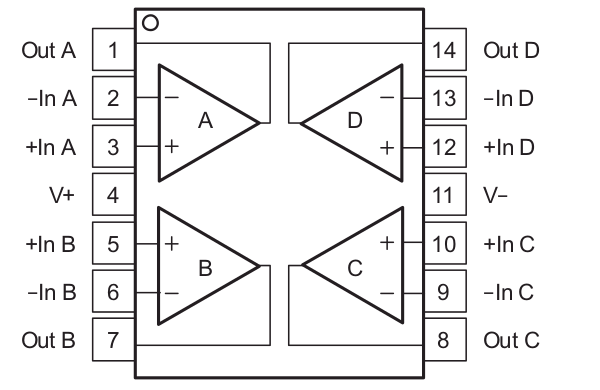 Out A 1 14 Out D
−In A 2 − − 13 −In D
A D
+In A 3 + + 12 +In D
V+ 4 11 V−
+In B 5 + + 10 +In C
B C
−In B 6 − − 9 −In C
Out B 7 8 Out C